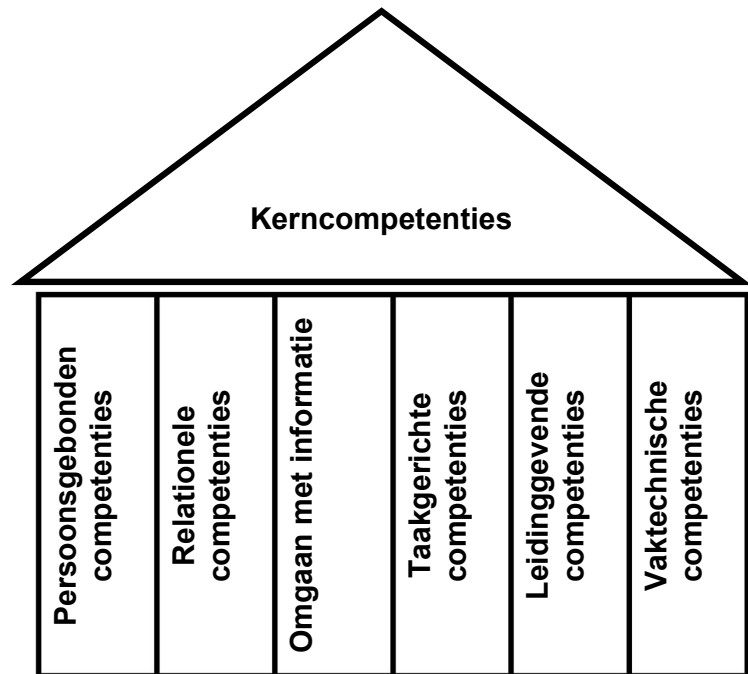 Kerncompetenties
Persoonsgebonden
competenties
Relationele
competenties
Omgaan met informatie
Taakgerichte
competenties
Leidinggevende
competenties
Vaktechnische
competenties